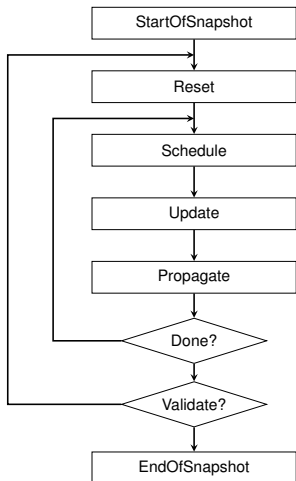 StartOfSnapshot
Reset
Schedule
Update
Propagate
Done?
Validate?
EndOfSnapshot